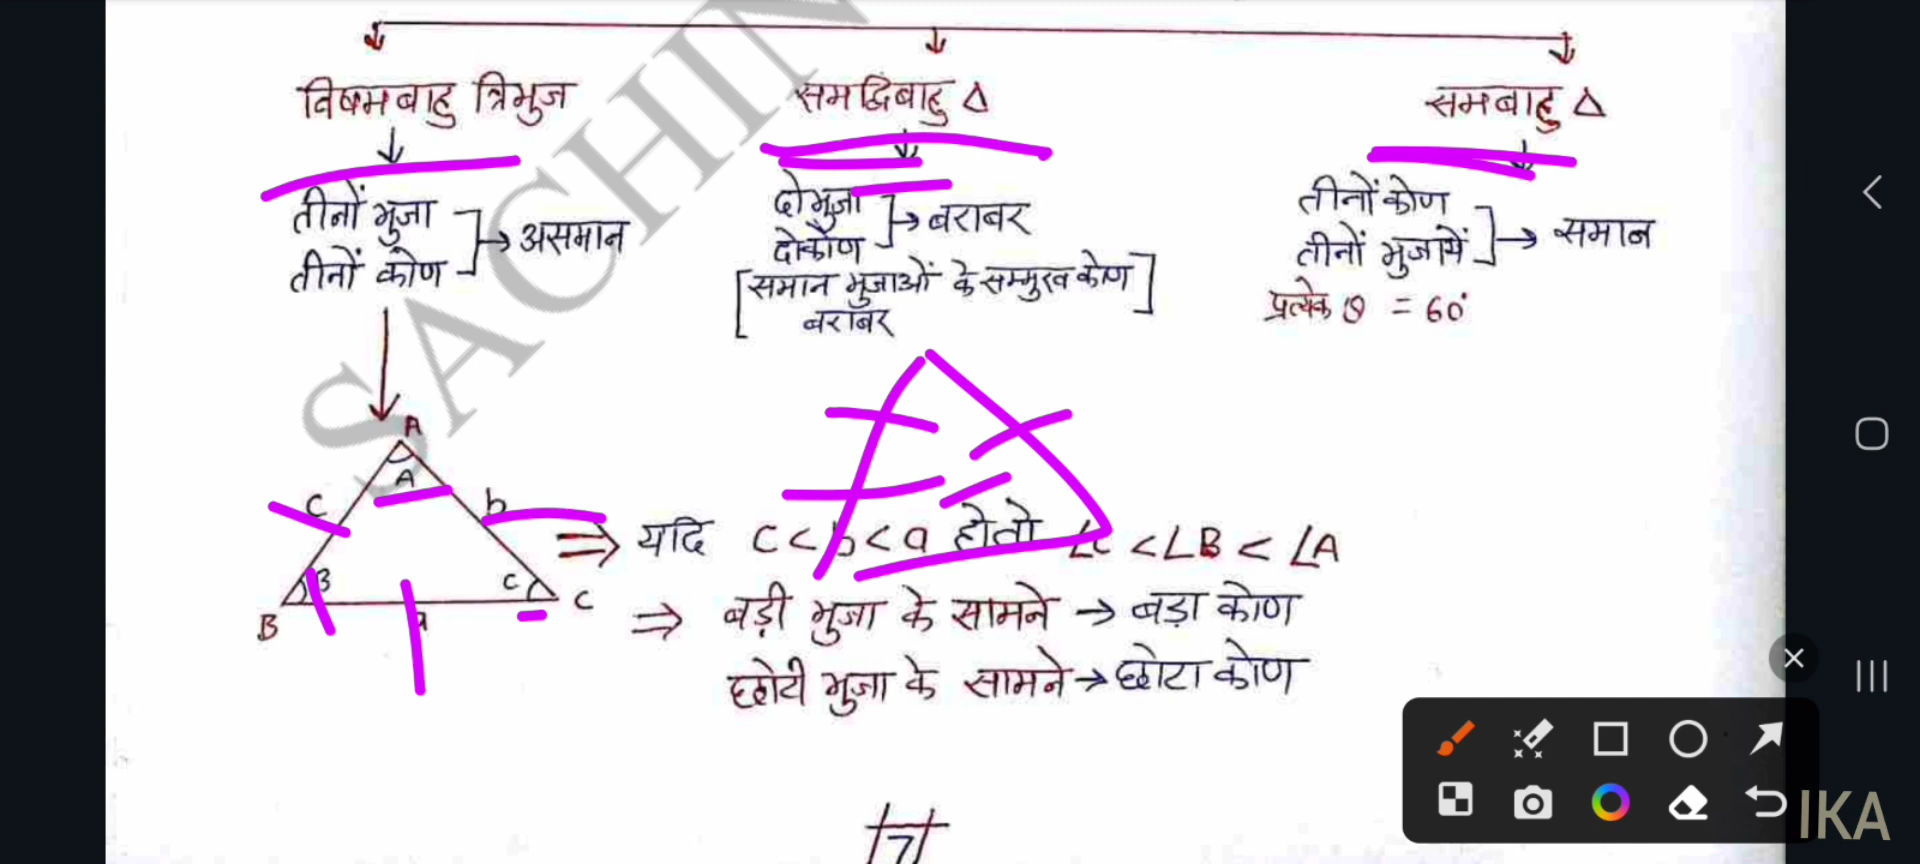 विषमबाहु त्रिभुज
समद्विबाहु Δ
समबाहु Δ
तीनों भुजा
तीनों कोण
→ असमान
दो भुजा
दो कोण
→ बराबर
[समान भुजाओं के सम्मुख कोण
बराबर]
तीनों कोण
तीनों भुजायें
→ समान
प्रत्येक θ = 60°
A
A
c
b
B
B
a
C
C
⇒ यदि c < b < a हो तो ∠C < ∠B < ∠A
⇒ बड़ी भुजा के सामने → बड़ा कोण
छोटी भुजा के सामने → छोटा कोण
7
SACHIN
IKA